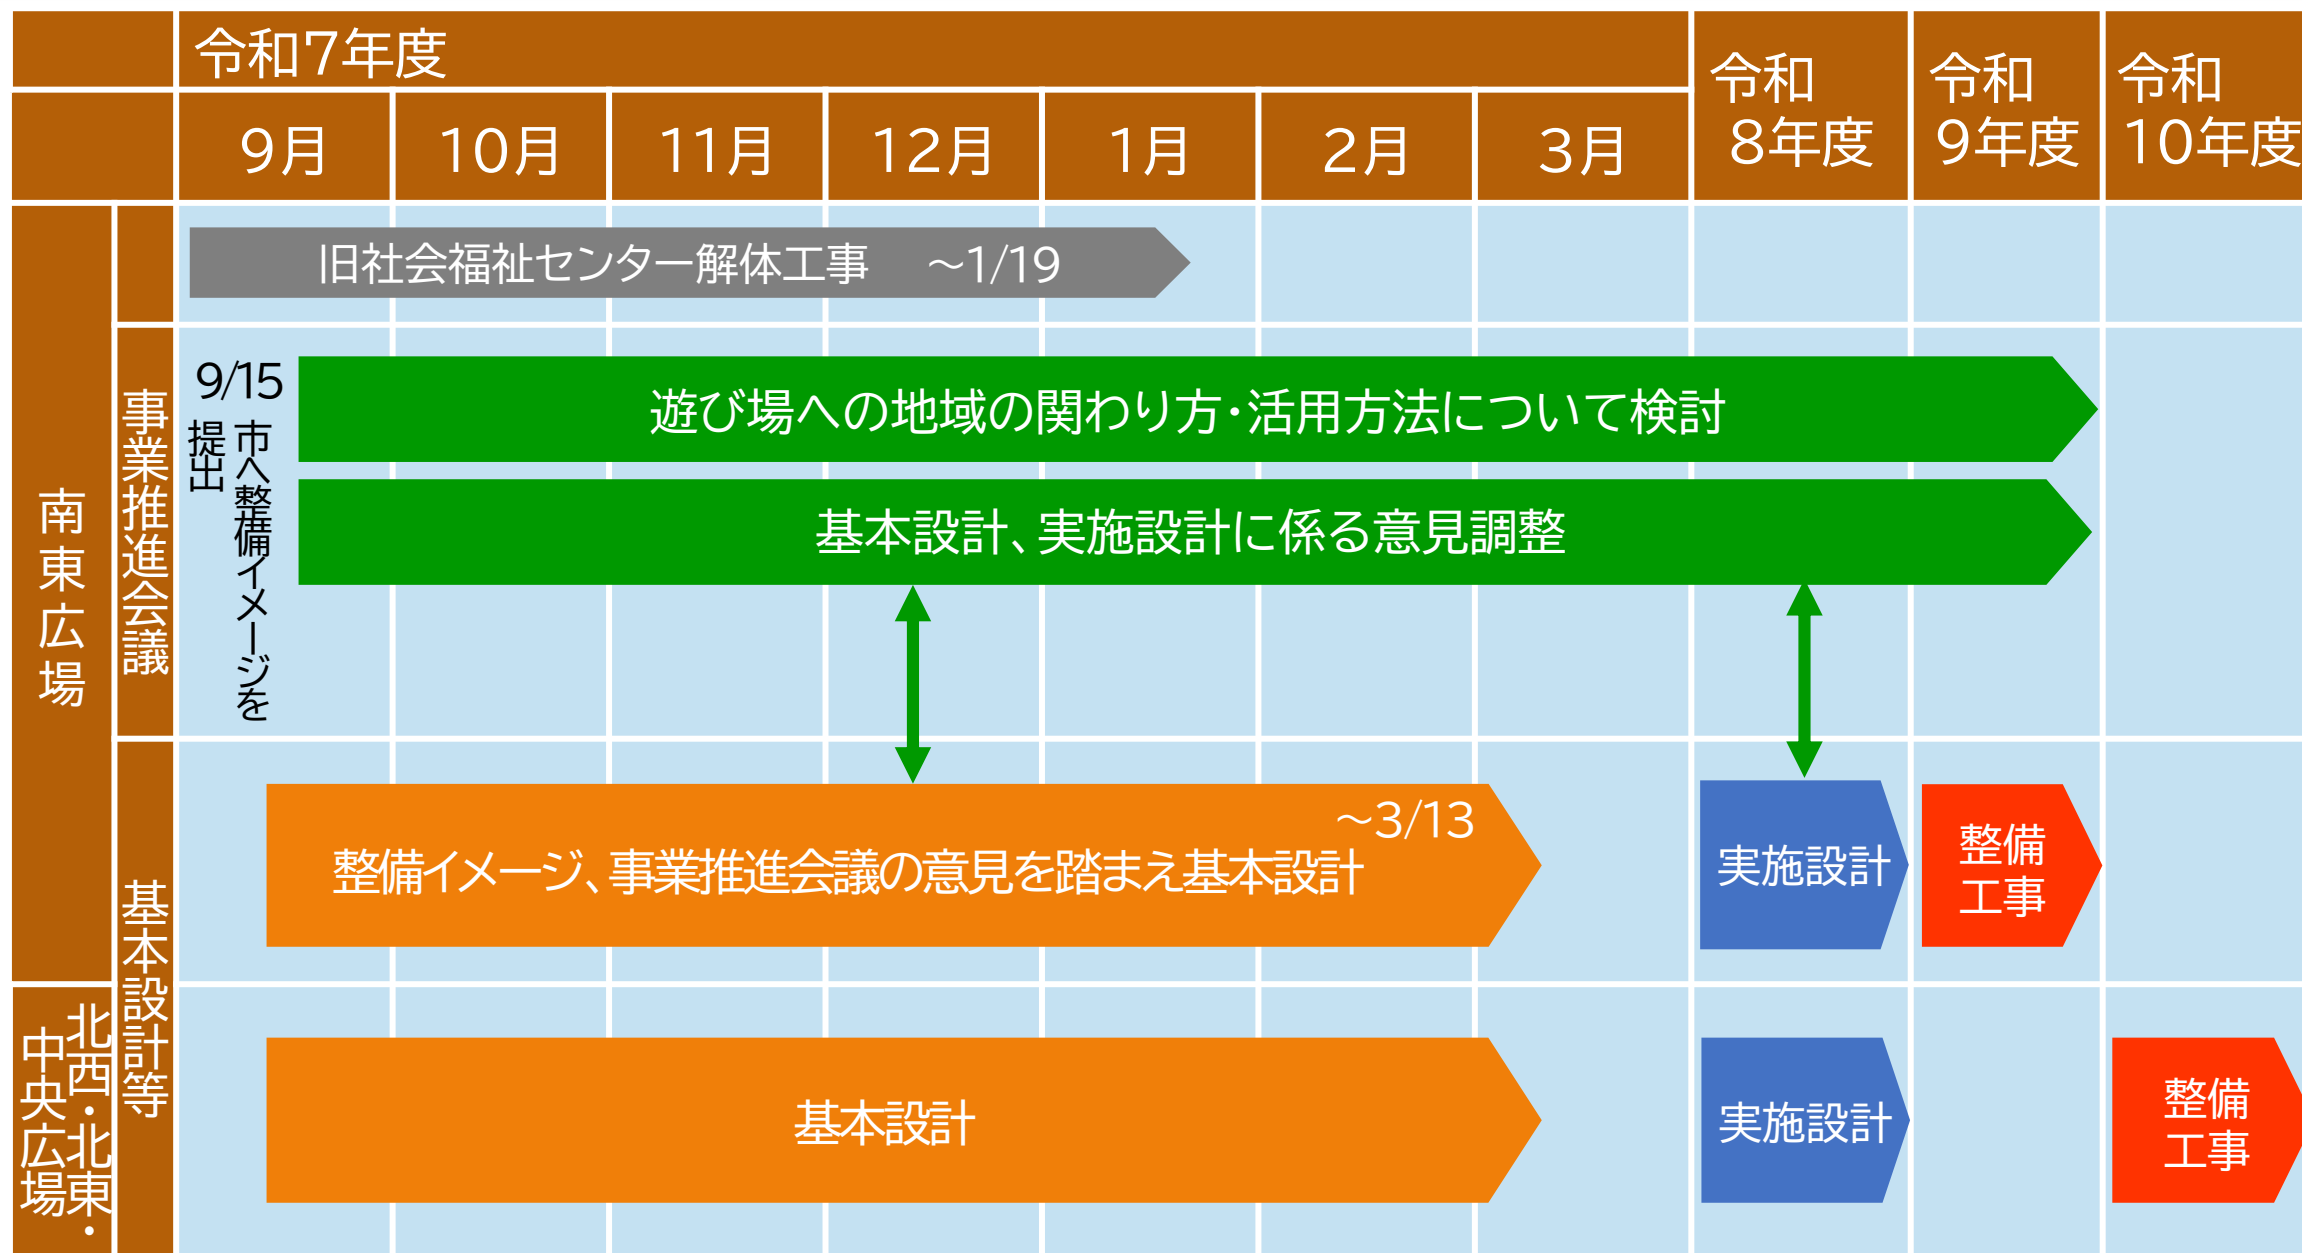 令和7年度
令和
8年度
令和
9年度
令和
10年度
9月
10月
11月
12月
1月
2月
3月
南東広場
旧社会福祉センター解体工事 ～1/19
事業推進会議
9/15
市へ整備イメージを
提出
遊び場への地域の関わり方・活用方法について検討
基本設計、実施設計に係る意見調整
基本設計等
～3/13
整備イメージ、事業推進会議の意見を踏まえ基本設計
実施設計
整備
工事
北西・北東・
中央広場
基本設計
実施設計
整備
工事